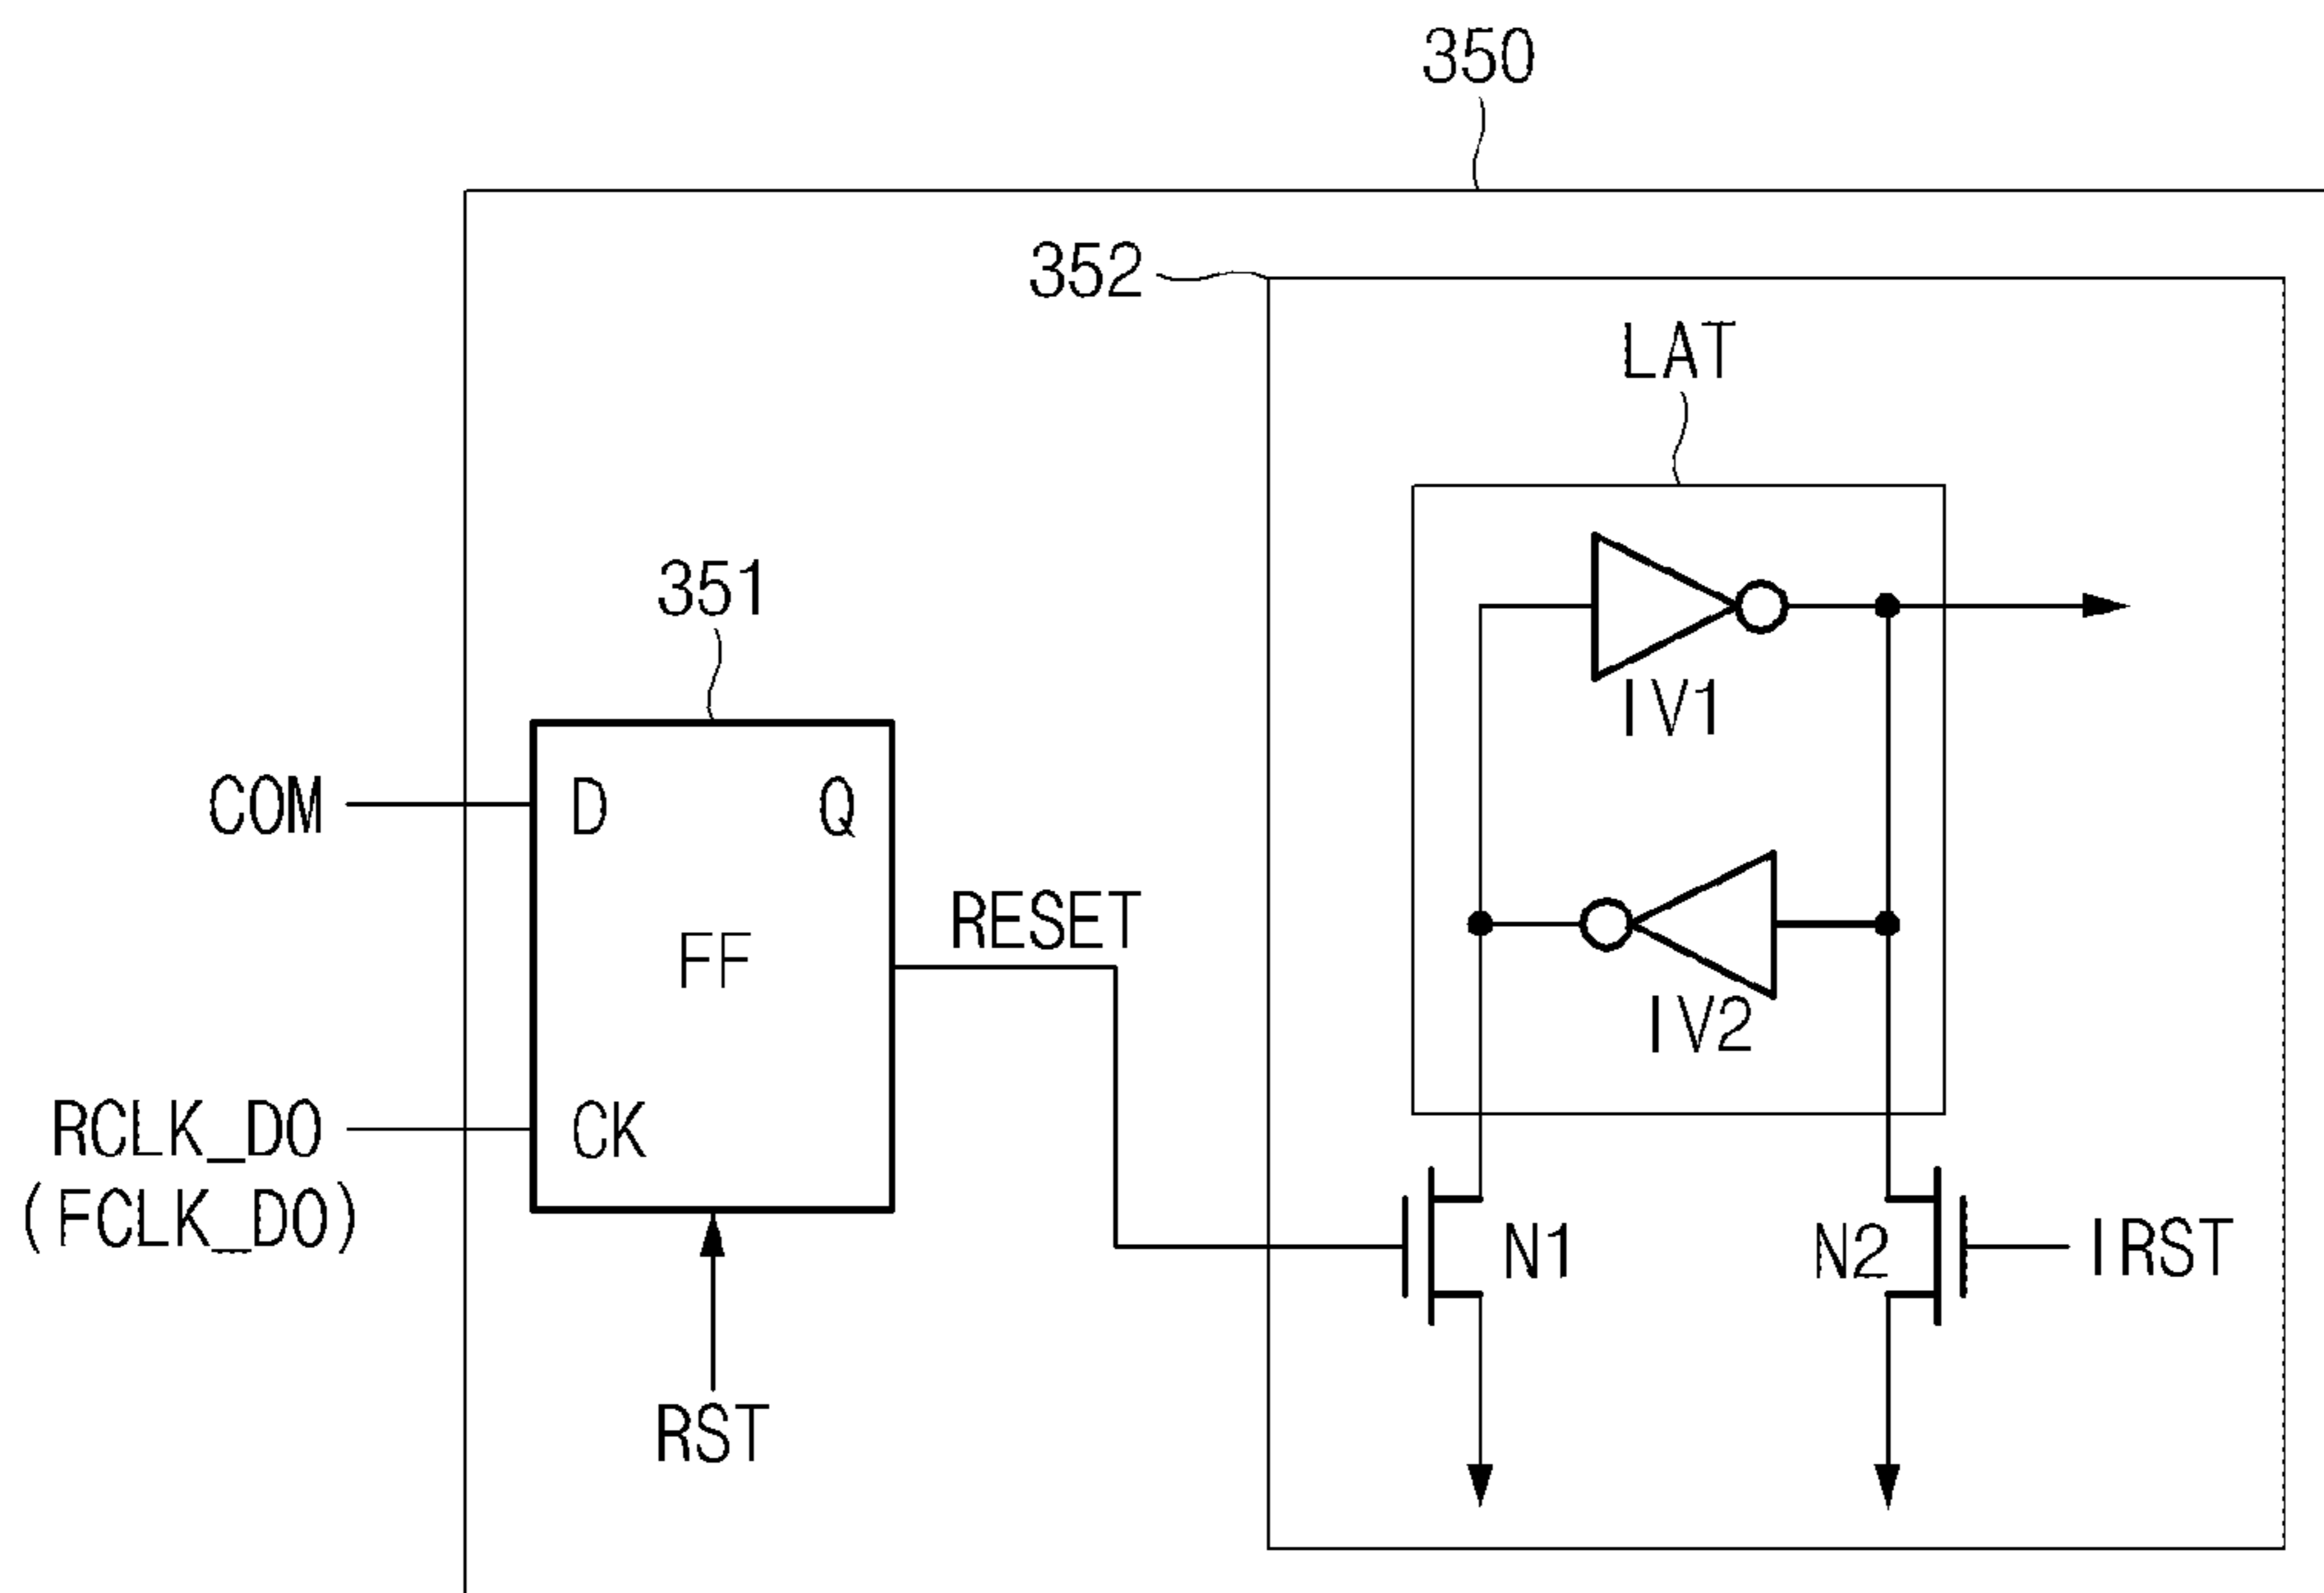 350
352
LAT
351
IV1
COM
D
Q
RESET
FF
IV2
RCLK_DO
(FCLK_DO)
CK
N1
N2
IRST
RST